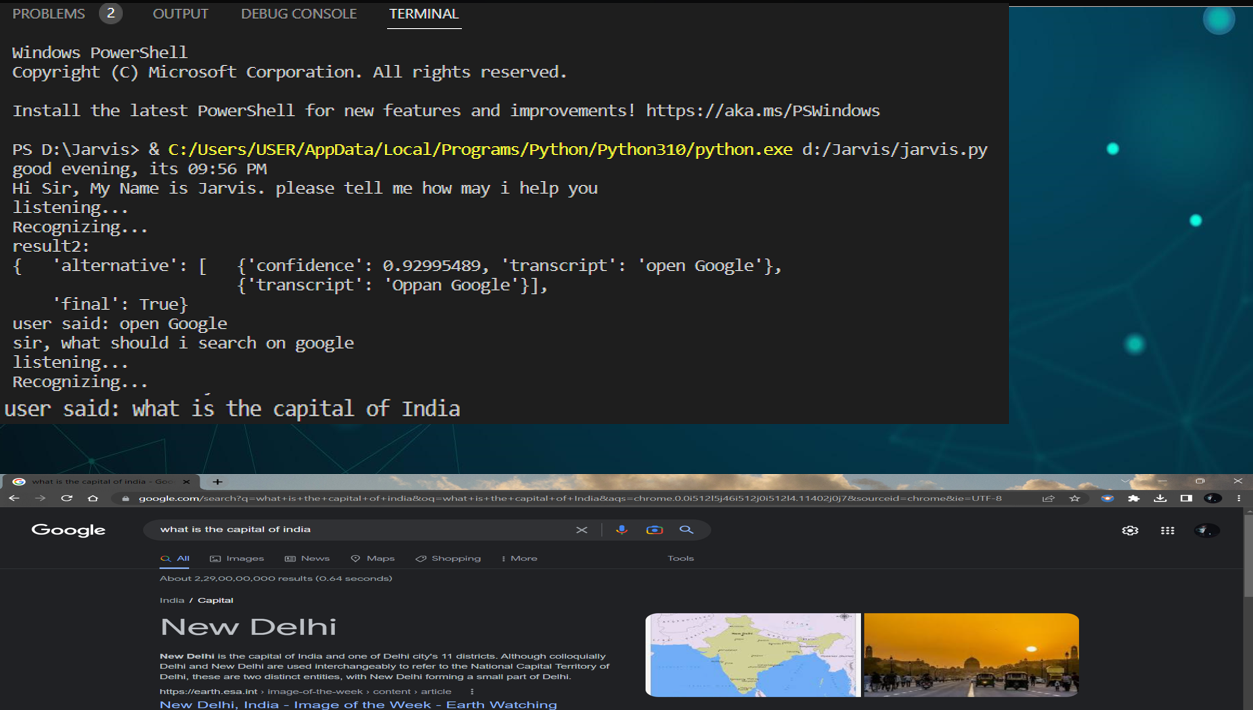 PROBLEMS 2 OUTPUT DEBUG CONSOLE TERMINAL
Windows PowerShell
Copyright (C) Microsoft Corporation. All rights reserved.
Install the latest PowerShell for new features and improvements! https://aka.ms/PSWindows
PS D:\Jarvis> & C:/Users/USER/AppData/Local/Programs/Python/Python310/python.exe d:/Jarvis/jarvis.py
good evening, its 09:56 PM
Hi Sir, My Name is Jarvis. please tell me how may i help you
listening...
Recognizing...
result2:
{   'alternative': [   {'confidence': 0.92995489, 'transcript': 'open Google'},
{'transcript': 'Oppan Google'}],
'final': True}
user said: open Google
sir, what should i search on google
listening...
Recognizing...
user said: what is the capital of India
what is the capital of india - Goo
google.com/search?q=what+is+the+capital+of+india&oq=what+is+the+capital+of+India&aqs=chrome.0.0i512l5j46i512j0i512l4.11402j0j7&sourceid=chrome&ie=UTF-8
Google what is the capital of india
All Images News Maps Shopping More Tools
About 2,29,00,00,000 results (0.64 seconds)
India / Capital
New Delhi
New Delhi is the capital of India and one of Delhi city's 11 districts. Although colloquially
Delhi and New Delhi are used interchangeably to refer to the National Capital Territory of
Delhi, these are two distinct entities, with New Delhi forming a small part of Delhi.
https://earth.esa.int › image-of-the-week › content › article
New Delhi, India - Image of the Week - Earth Watching